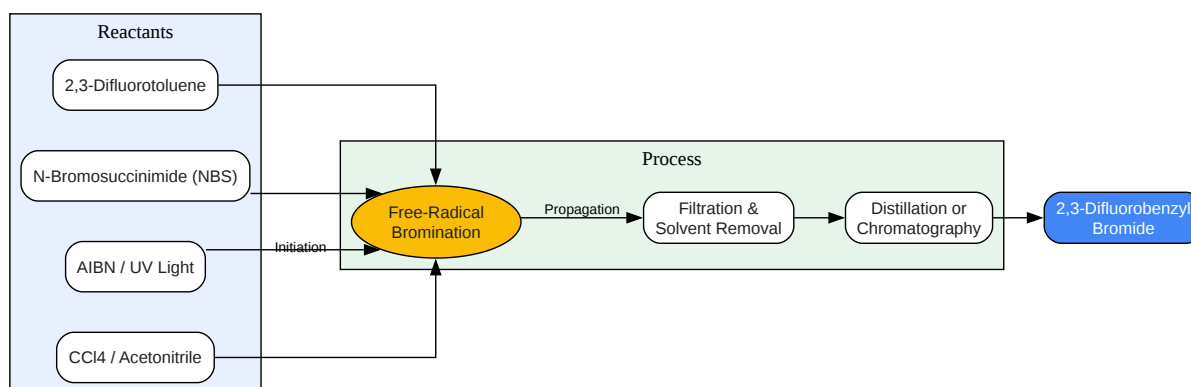 Reactants
2,3-Difluorotoluene
N-Bromosuccinimide (NBS)
AIBN / UV Light
CCl4 / Acetonitrile
Initiation
Process
Free-Radical
Bromination
Propagation
Filtration &
Solvent Removal
Distillation or
Chromatography
2,3-Difluorobenzyl
Bromide